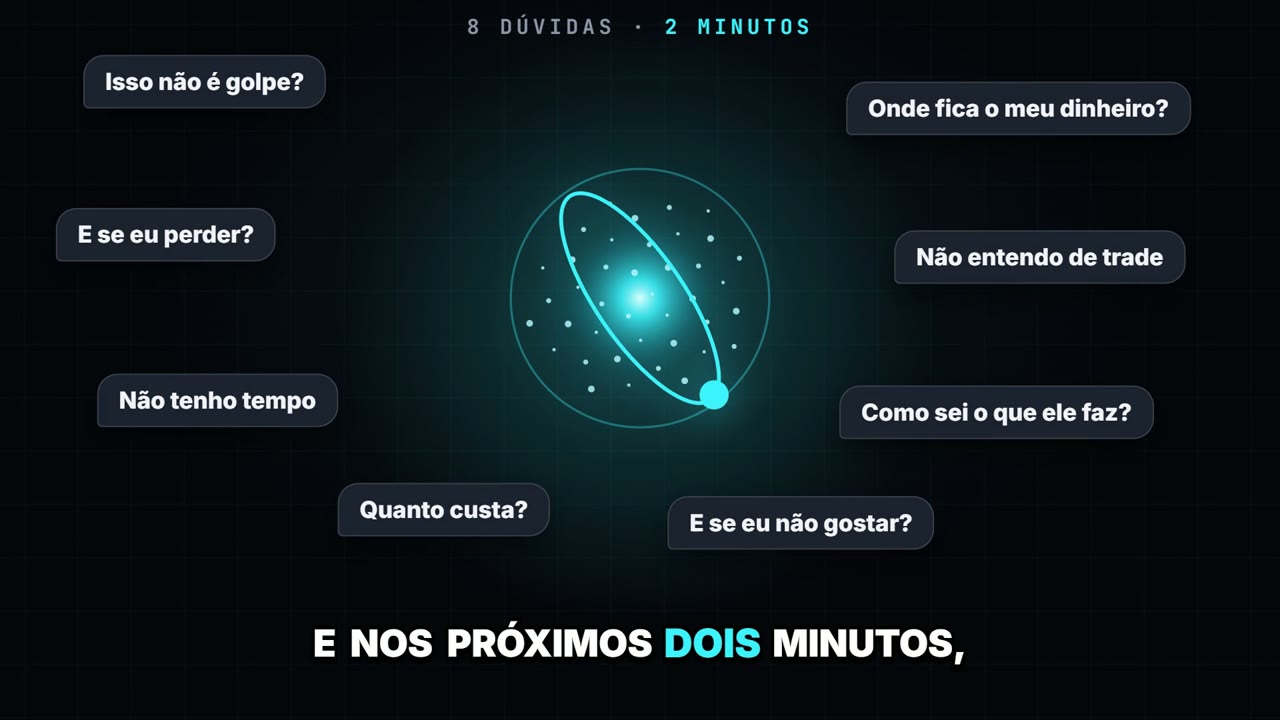 8 DÚVIDAS · 2 MINUTOS
Isso não é golpe?
Onde fica o meu dinheiro?
E se eu perder?
Não entendo de trade
Não tenho tempo
Como sei o que ele faz?
Quanto custa?
E se eu não gostar?
E NOS PRÓXIMOS DOIS MINUTOS,